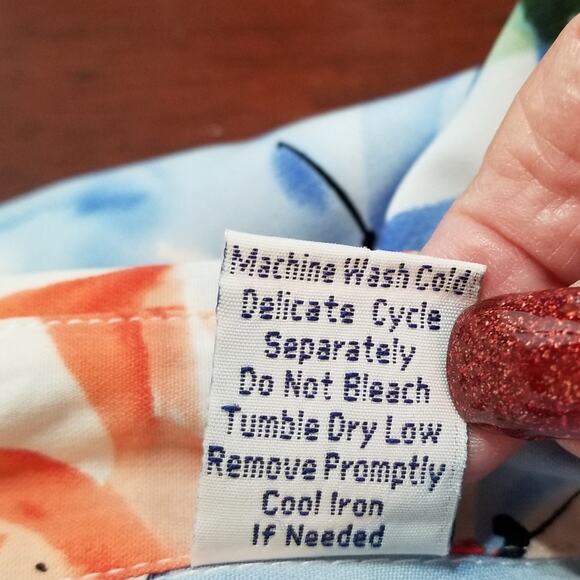 Machine Wash Cold
Delicate Cycle
Separately
Do Not Bleach
Tumble Dry Low
Remove Promptly
Cool Iron
If Needed